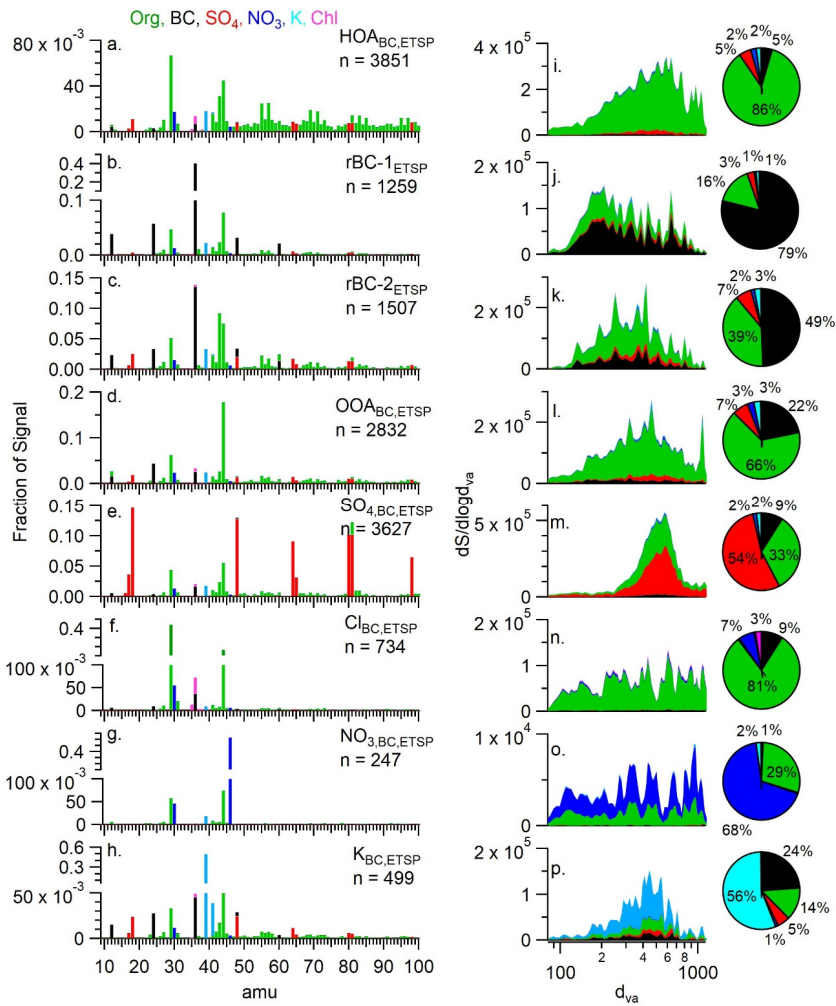 Org, BC, SO4, NO3, K, Chl
80 x 10-3
40
0
a.
HOABC,ETSP
n = 3851
0.4
0.2
0.1
0.0
b.
rBC-1ETSP
n = 1259
0.15
0.10
0.05
0.00
c.
rBC-2ETSP
n = 1507
0.2
0.1
0.0
d.
OOABC,ETSP
n = 2832
0.15
0.10
0.05
0.00
e.
SO4,BC,ETSP
n = 3627
0.4
100 x 10-3
50
0
f.
ClBC,ETSP
n = 734
0.4
100 x 10-3
50
0
g.
NO3,BC,ETSP
n = 247
0.6
0.3
50 x 10-3
0
h.
KBC,ETSP
n = 499
10 20 30 40 50 60 70 80 90 100
amu
Fraction of Signal
4 x 105
2
0
i.
2% 2% 5% 5% 86%
2 x 105
1
0
j.
3% 1% 1% 16% 79%
2 x 105
0
k.
2% 3% 7% 39% 49%
2 x 105
0
l.
3% 3% 7% 22% 66%
5 x 105
0
m.
2% 2% 9% 54% 33%
2 x 105
1
0
n.
7% 3% 9% 81%
1 x 104
0
o.
2% 1% 29% 68%
2 x 105
1
0
p.
24% 56% 14% 5% 1%
100 2 4 6 8 1000
dva
dS/dlogdva